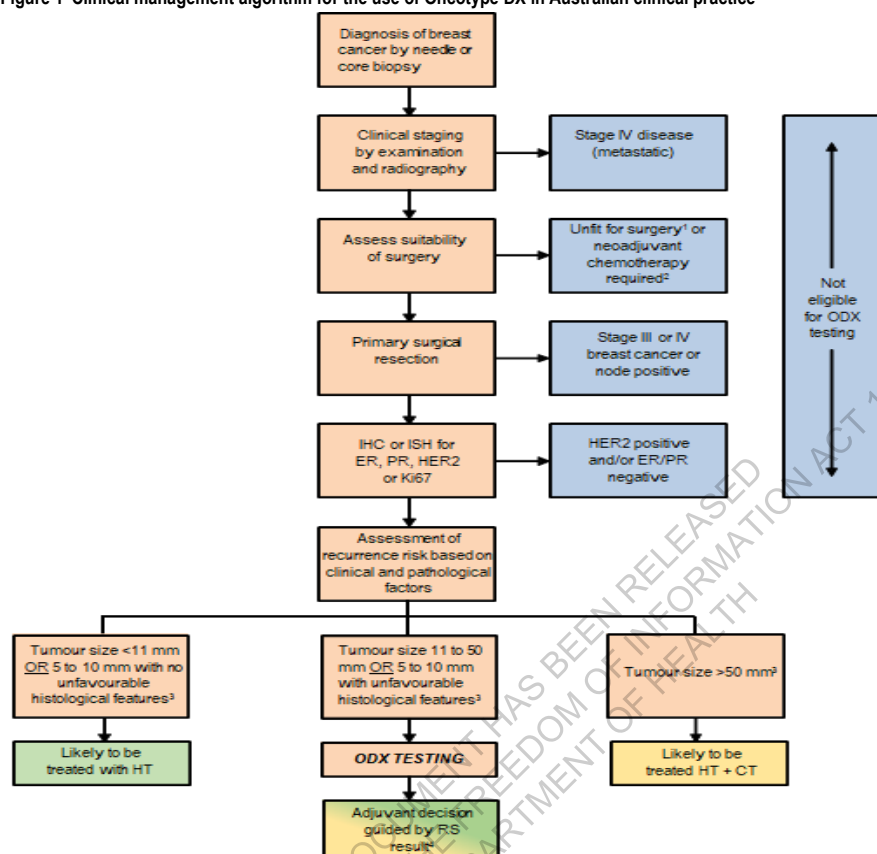 Figure 1 Clinical management algorithm for the use of Oncotype DX in Australian clinical practice
Diagnosis of breast
cancer by needle or
core biopsy
Clinical staging
by examination
and radiography
Stage IV disease
(metastatic)
Assess suitability
of surgery
Unfit for surgery¹ or
neoadjuvant
chemotherapy
required²
Not
eligible
for ODX
testing
Primary surgical
resection
Stage III or IV
breast cancer or
node positive
IHC or ISH for
ER, PR, HER2
or Ki67
HER2 positive
and/or ER/PR
negative
Assessment of
recurrence risk based on
clinical and pathological
factors
Tumour size <11 mm
OR 5 to 10 mm with no
unfavourable
histological features³
Tumour size 11 to 50
mm OR 5 to 10 mm
with unfavourable
histological features³
Tumour size >50 mm³
Likely to be
treated with HT
ODX TESTING
Likely to be
treated HT + CT
Adjuvant decision
guided by RS
result⁴
DOCUMENT HAS BEEN RELEASED
FREEDOM OF INFORMATION ACT 1
DEPARTMENT OF HEALTH